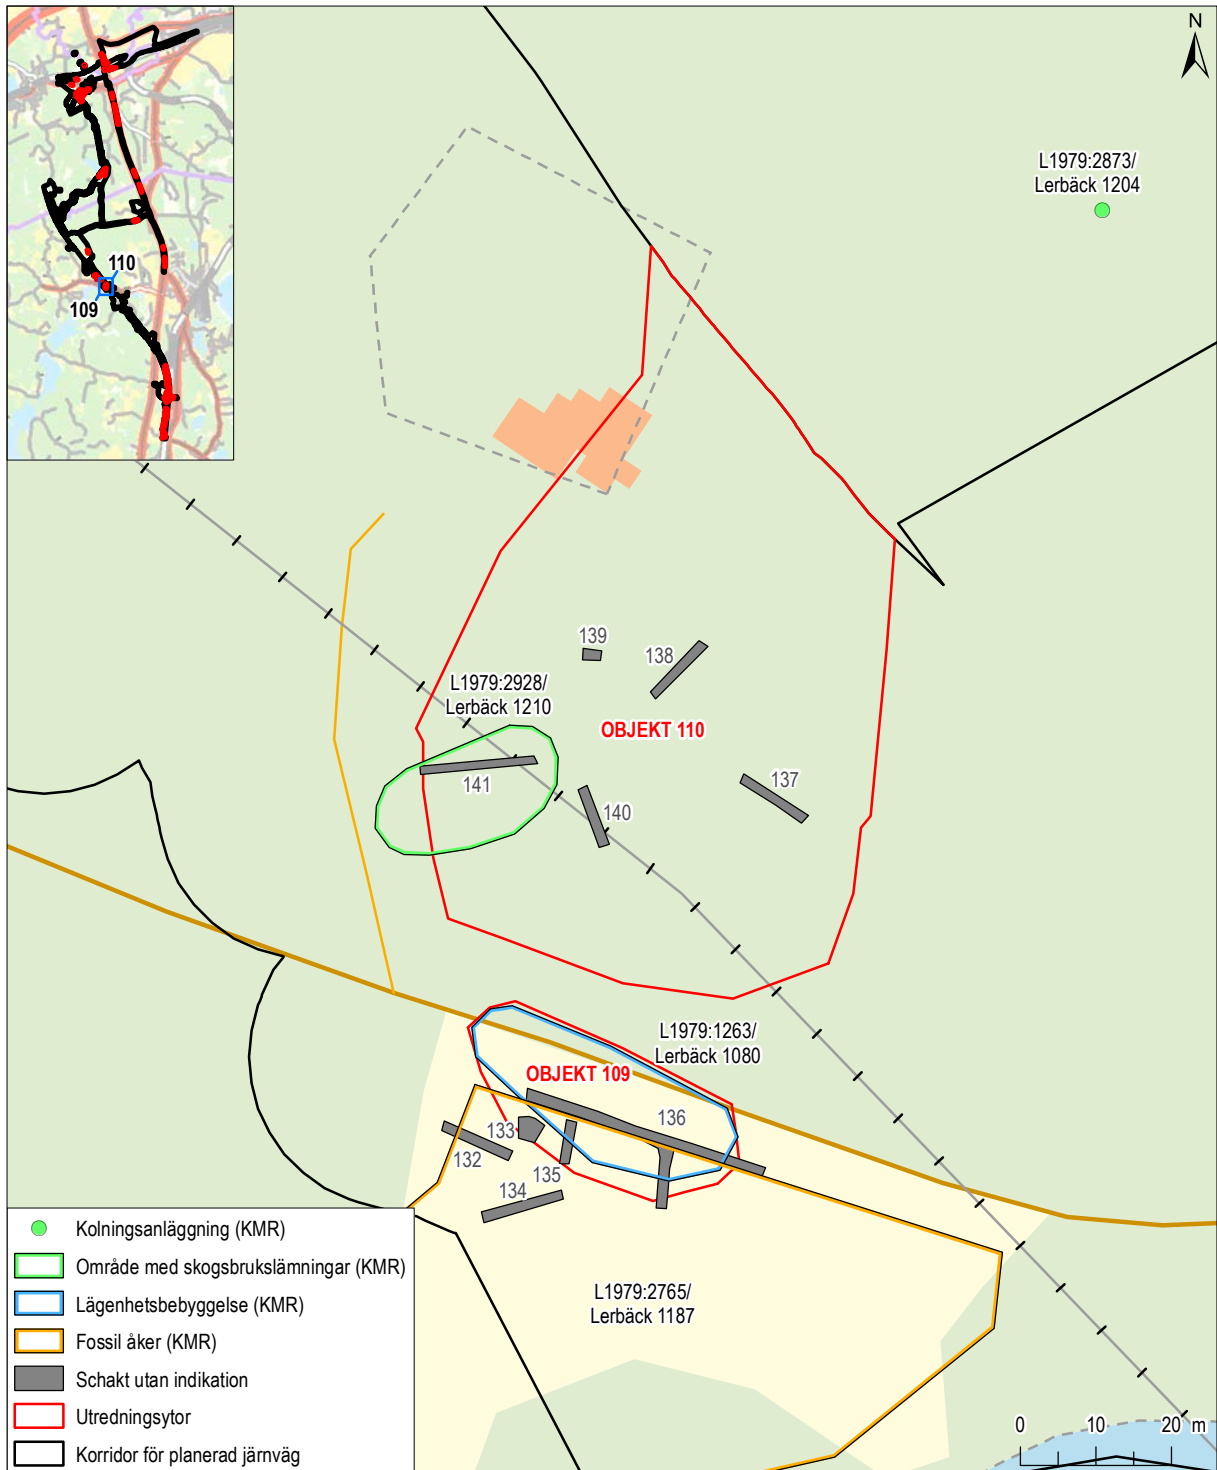 N
110
109
L1979:2873/
Lerbäck 1204
139
138
L1979:2928/
Lerbäck 1210
OBJEKT 110
141
137
140
L1979:1263/
Lerbäck 1080
OBJEKT 109
136
133
132
135
134
L1979:2765/
Lerbäck 1187
Kolningsanläggning (KMR)
Område med skogsbrukslämningar (KMR)
Lägenhetsbebyggelse (KMR)
Fossil åker (KMR)
Schakt utan indikation
Utredningsytor
Korridor för planerad järnväg
0 10 20 m